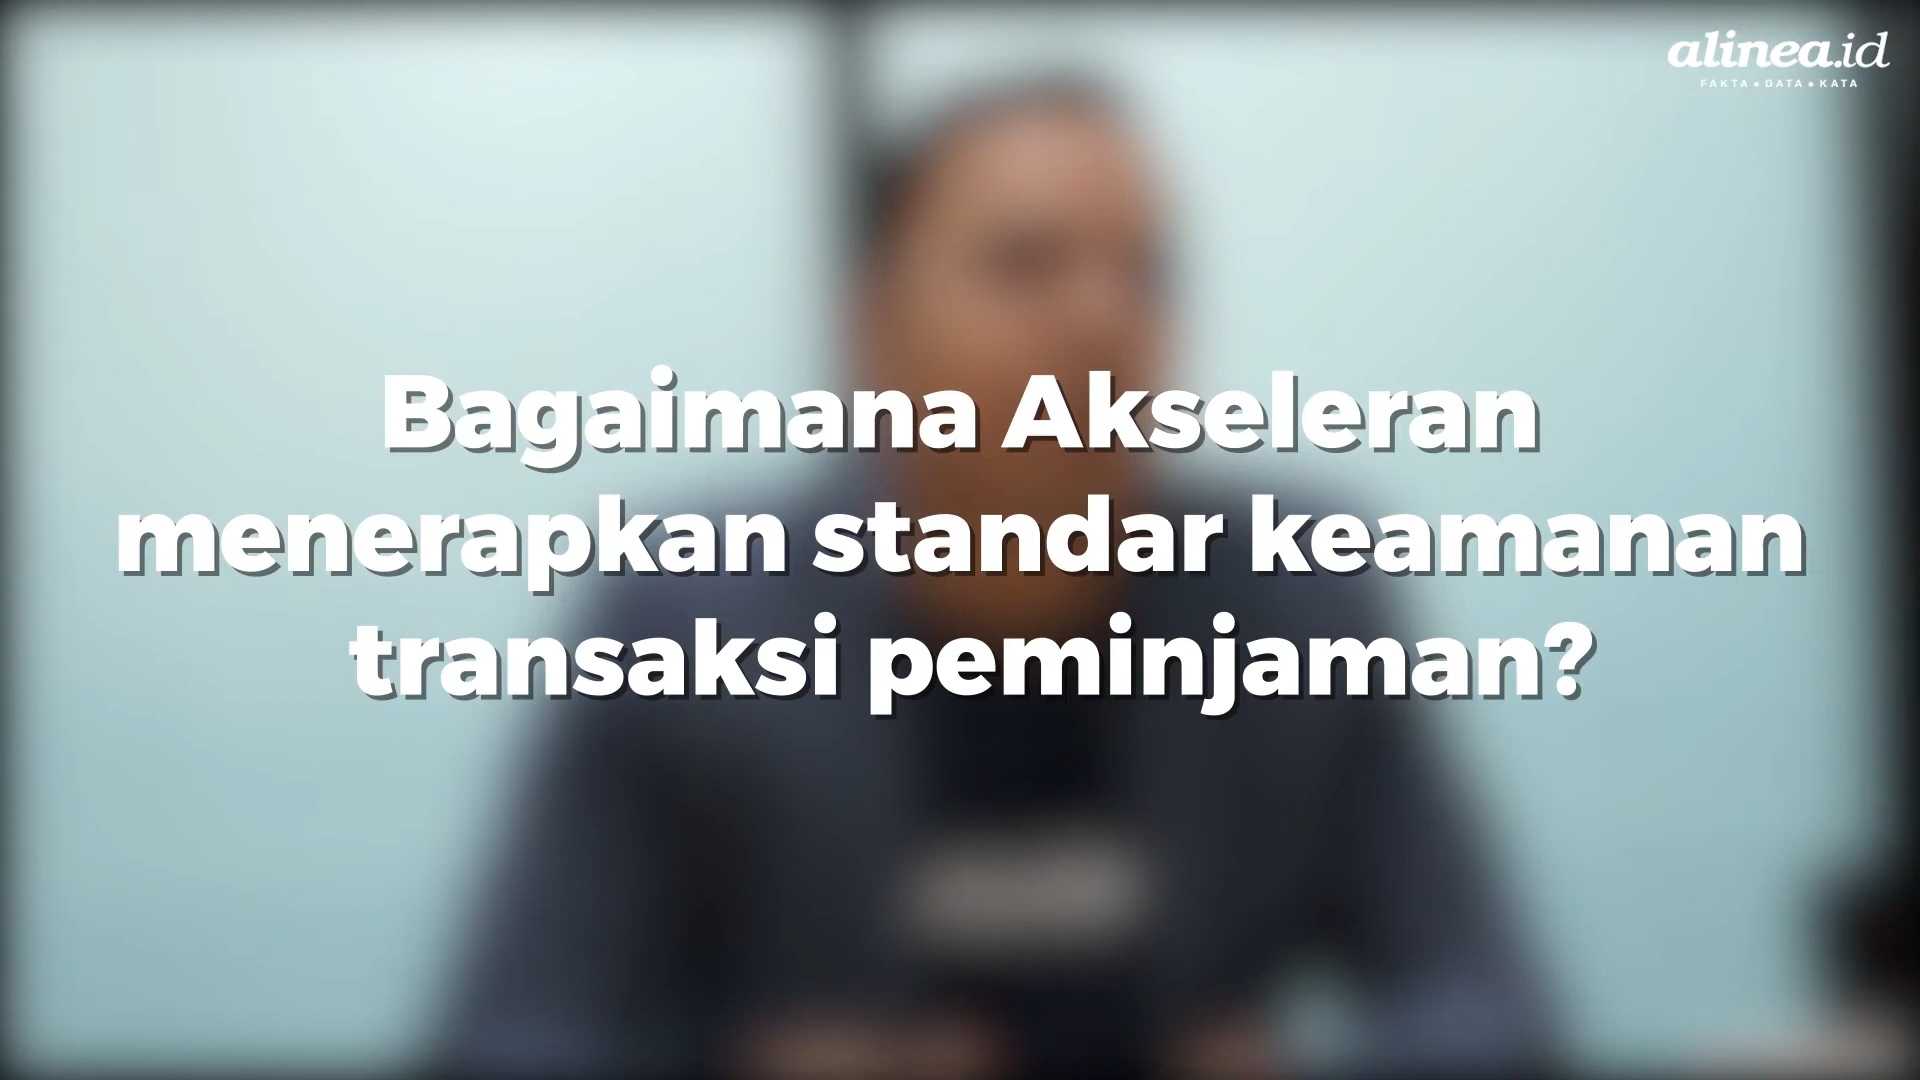 alinea.id
FAKTA • DATA • KATA
Bagaimana Akseleran
menerapkan standar keamanan
transaksi peminjaman?